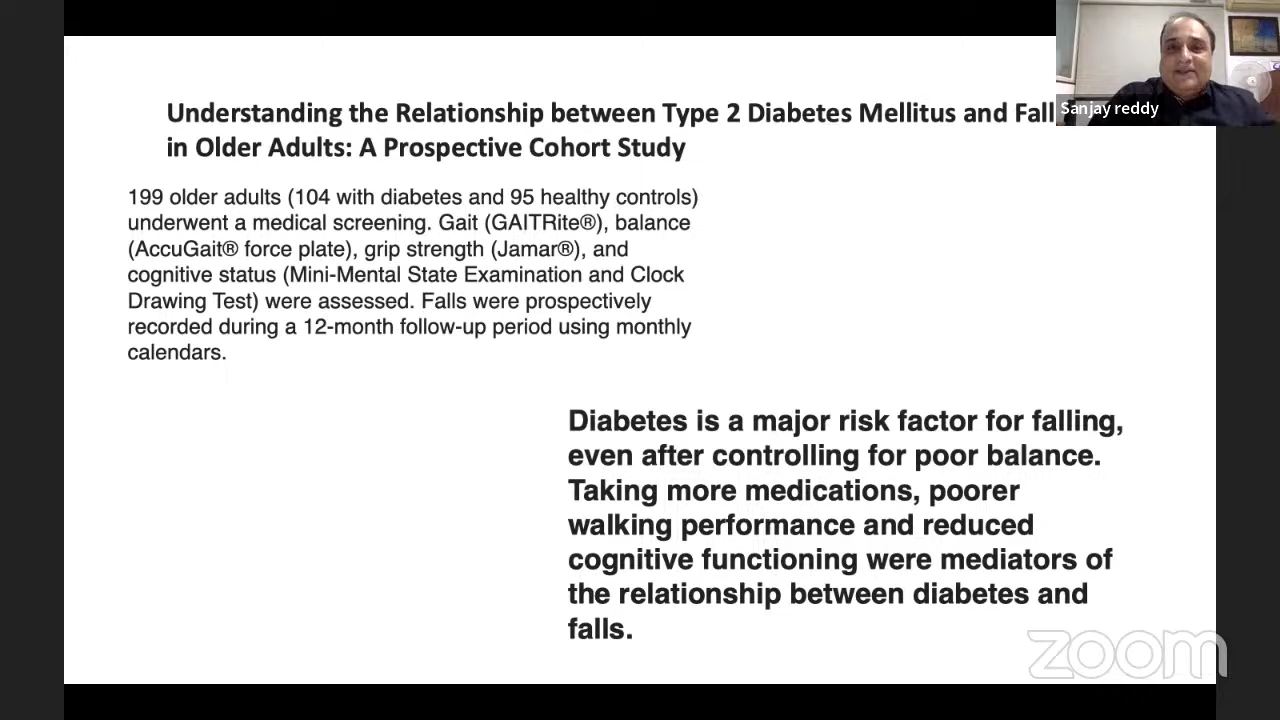 Understanding the Relationship between Type 2 Diabetes Mellitus and Fall
in Older Adults: A Prospective Cohort Study
Sanjay reddy
199 older adults (104 with diabetes and 95 healthy controls)
underwent a medical screening. Gait (GAITRite®), balance
(AccuGait® force plate), grip strength (Jamar®), and
cognitive status (Mini-Mental State Examination and Clock
Drawing Test) were assessed. Falls were prospectively
recorded during a 12-month follow-up period using monthly
calendars.
Diabetes is a major risk factor for falling,
even after controlling for poor balance.
Taking more medications, poorer
walking performance and reduced
cognitive functioning were mediators of
the relationship between diabetes and
falls.
zoom